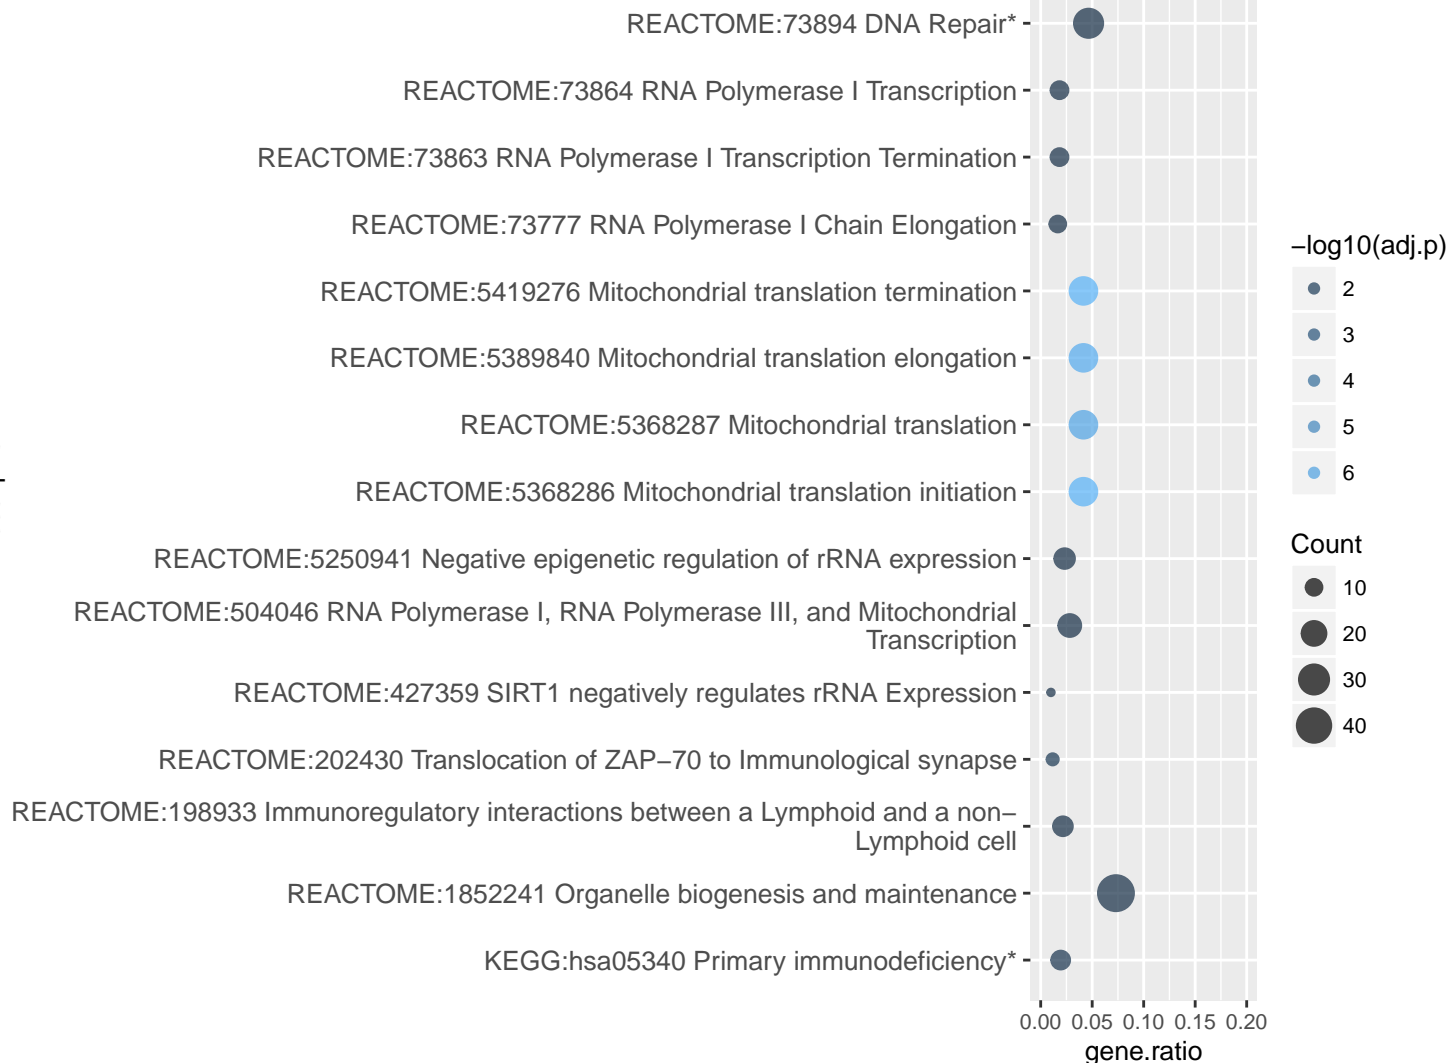 REACTOME:73894 DNA Repair*
REACTOME:73864 RNA Polymerase I Transcription
REACTOME:73863 RNA Polymerase I Transcription Termination
REACTOME:73777 RNA Polymerase I Chain Elongation
REACTOME:5419276 Mitochondrial translation termination
REACTOME:5389840 Mitochondrial translation elongation
REACTOME:5368287 Mitochondrial translation
REACTOME:5368286 Mitochondrial translation initiation
REACTOME:5250941 Negative epigenetic regulation of rRNA expression
REACTOME:504046 RNA Polymerase I, RNA Polymerase III, and Mitochondrial
Transcription
REACTOME:427359 SIRT1 negatively regulates rRNA Expression
REACTOME:202430 Translocation of ZAP−70 to Immunological synapse
REACTOME:198933 Immunoregulatory interactions between a Lymphoid and a non−
Lymphoid cell
REACTOME:1852241 Organelle biogenesis and maintenance
KEGG:hsa05340 Primary immunodeficiency*
0.00 0.05 0.10 0.15 0.20
gene.ratio
−log10(adj.p)
2
3
4
5
6
Count
10
20
30
40